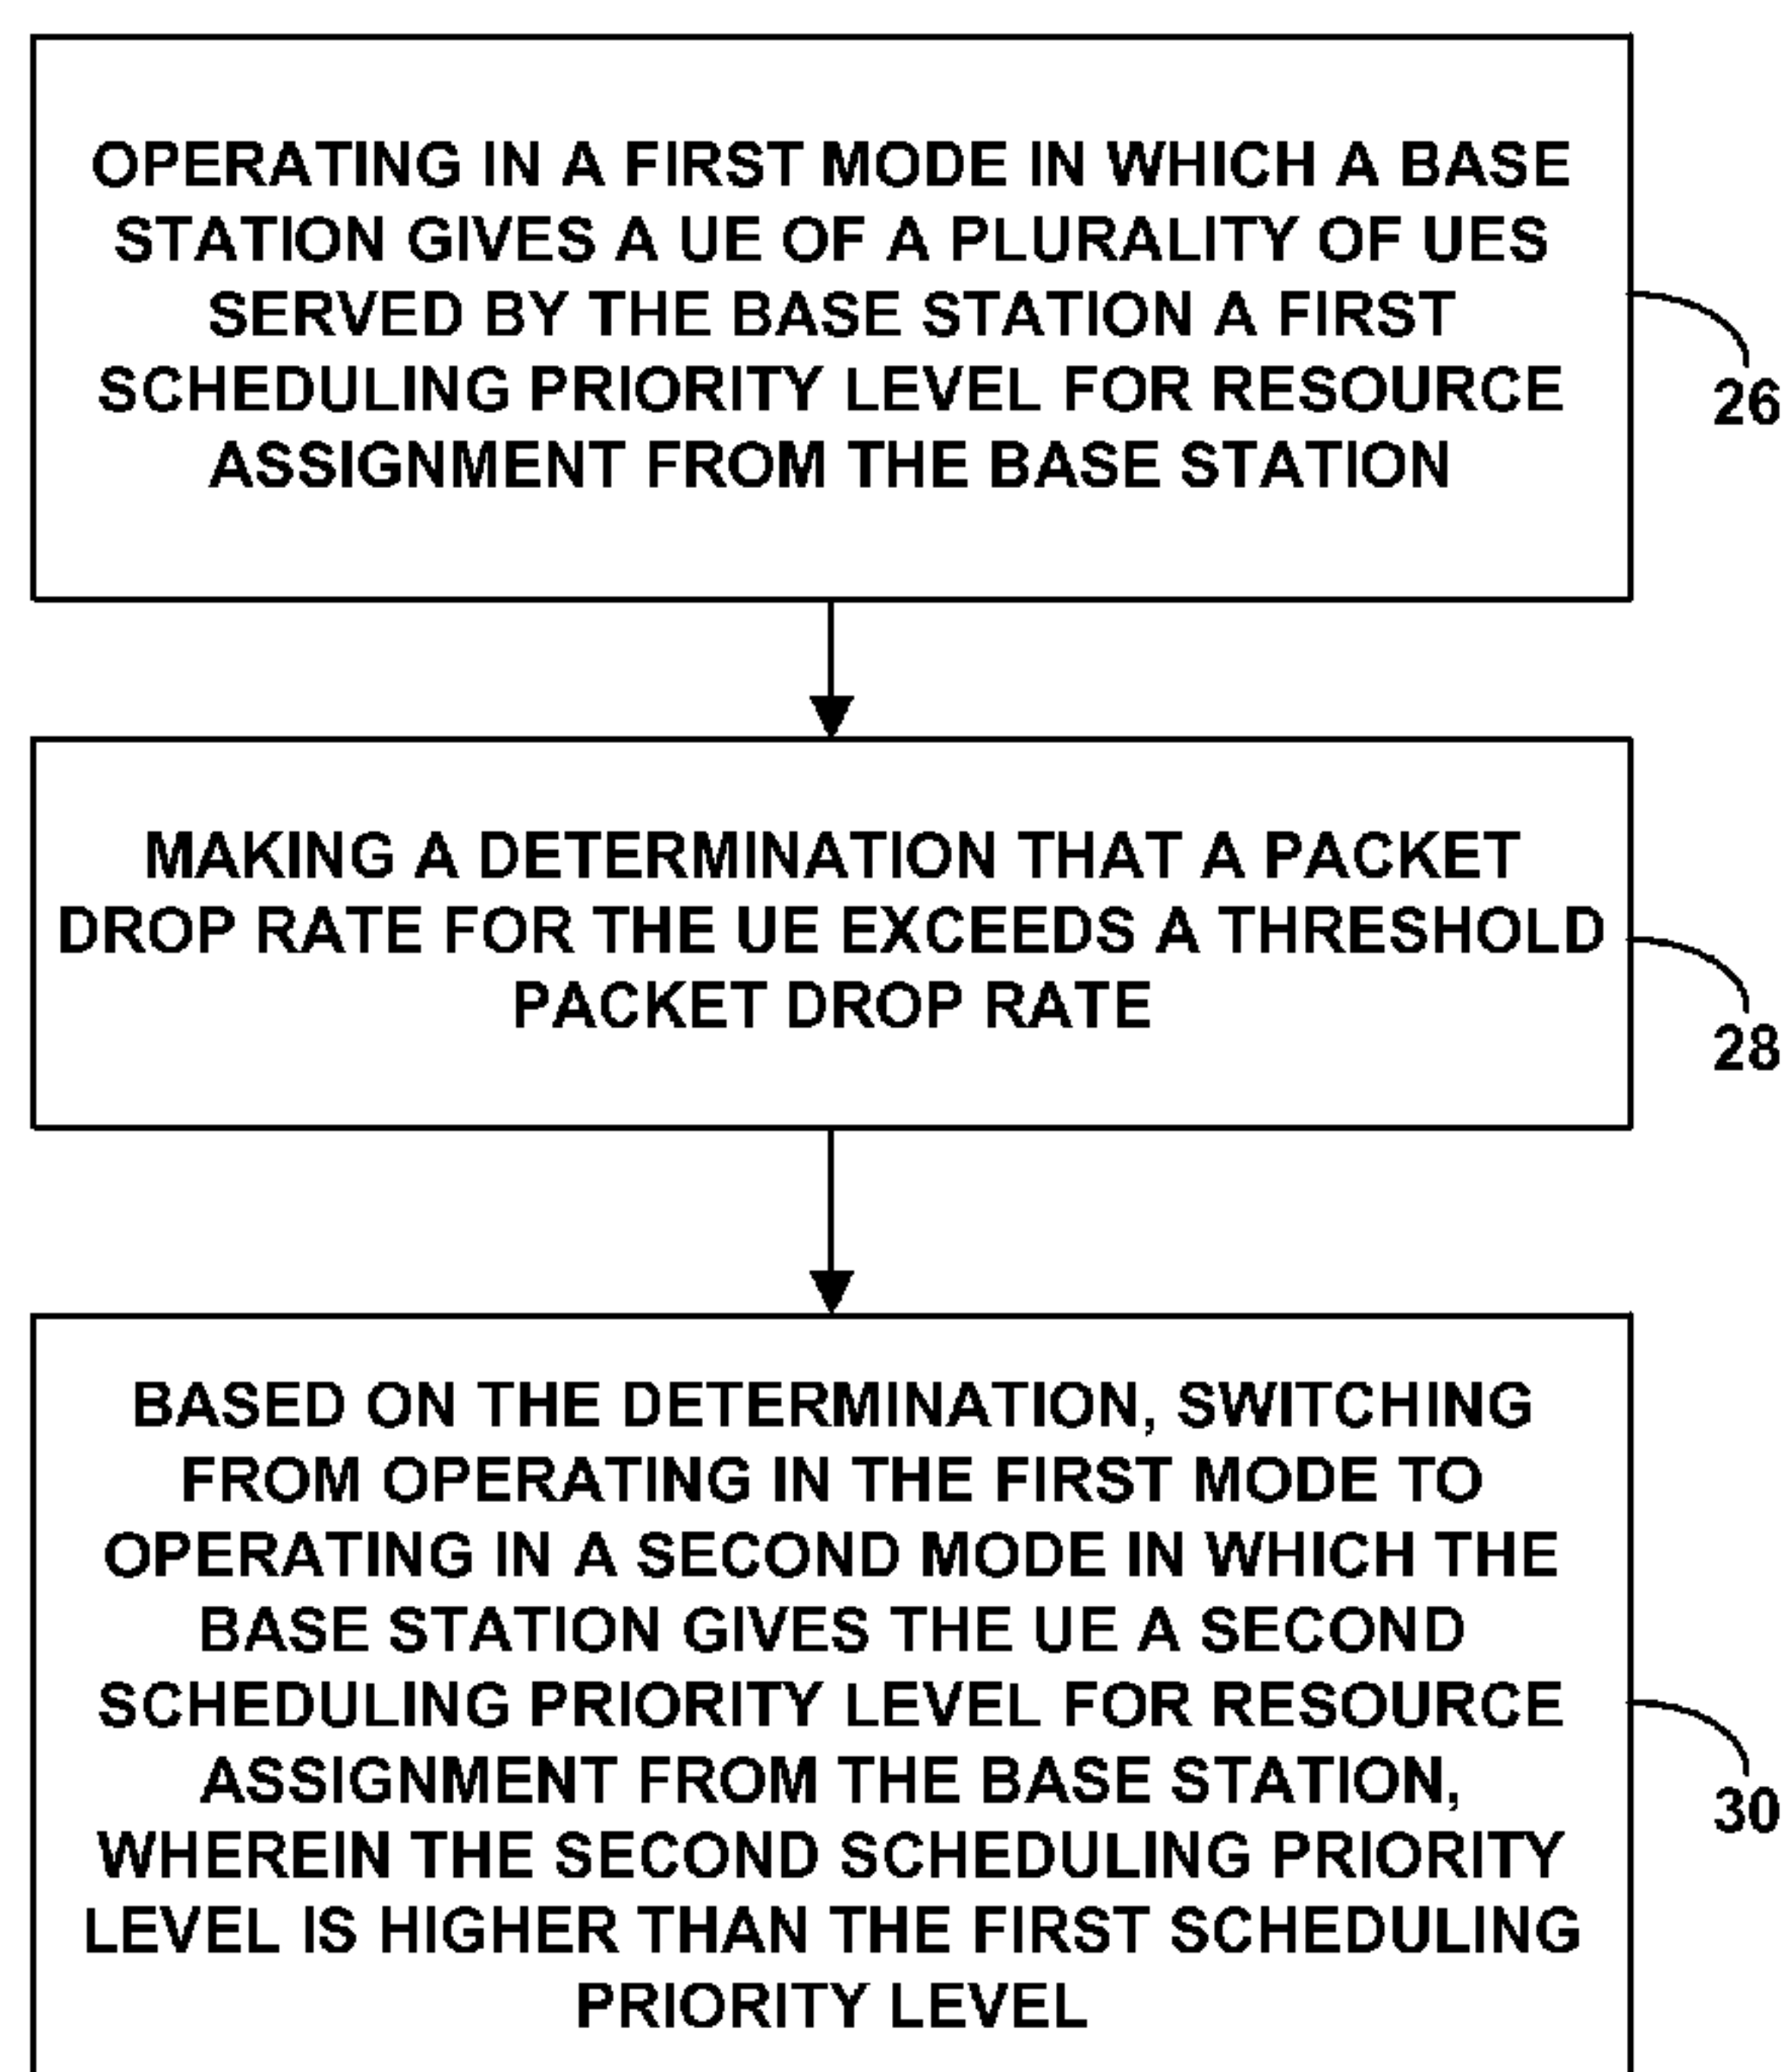 OPERATING IN A FIRST MODE IN WHICH A BASE
STATION GIVES A UE OF A PLURALITY OF UES
SERVED BY THE BASE STATION A FIRST
SCHEDULING PRIORITY LEVEL FOR RESOURCE
ASSIGNMENT FROM THE BASE STATION
26
MAKING A DETERMINATION THAT A PACKET
DROP RATE FOR THE UE EXCEEDS A THRESHOLD
PACKET DROP RATE
28
BASED ON THE DETERMINATION, SWITCHING
FROM OPERATING IN THE FIRST MODE TO
OPERATING IN A SECOND MODE IN WHICH THE
BASE STATION GIVES THE UE A SECOND
SCHEDULING PRIORITY LEVEL FOR RESOURCE
ASSIGNMENT FROM THE BASE STATION,
WHEREIN THE SECOND SCHEDULING PRIORITY
LEVEL IS HIGHER THAN THE FIRST SCHEDULING
PRIORITY LEVEL
30